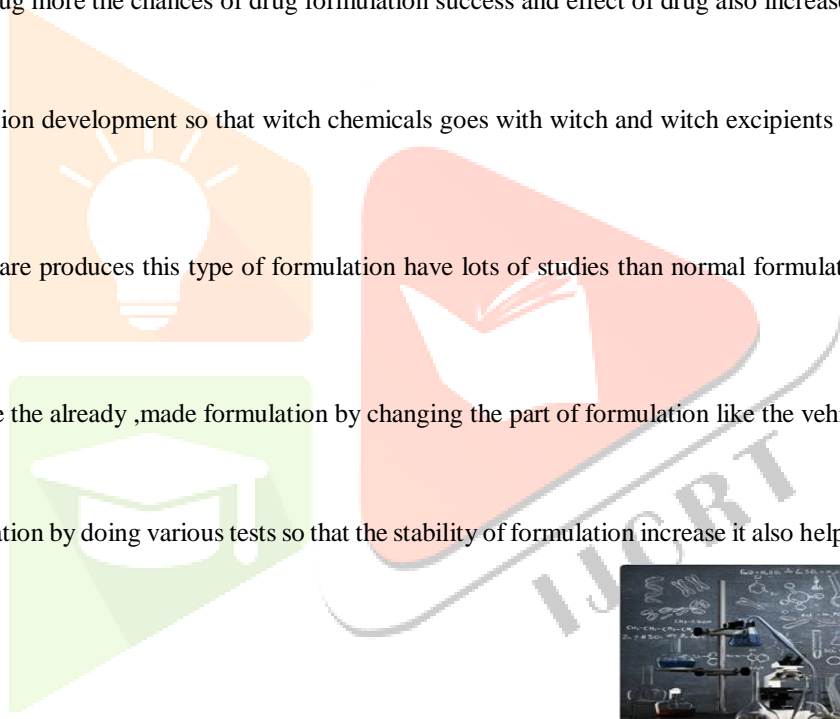 ug more the chances of drug formulation success and effect of drug also increase
ion development so that witch chemicals goes with witch and witch excipients
are produces this type of formulation have lots of studies than normal formulat
e the already ,made formulation by changing the part of formulation like the veh
ation by doing various tests so that the stability of formulation increase it also help
IJCRT